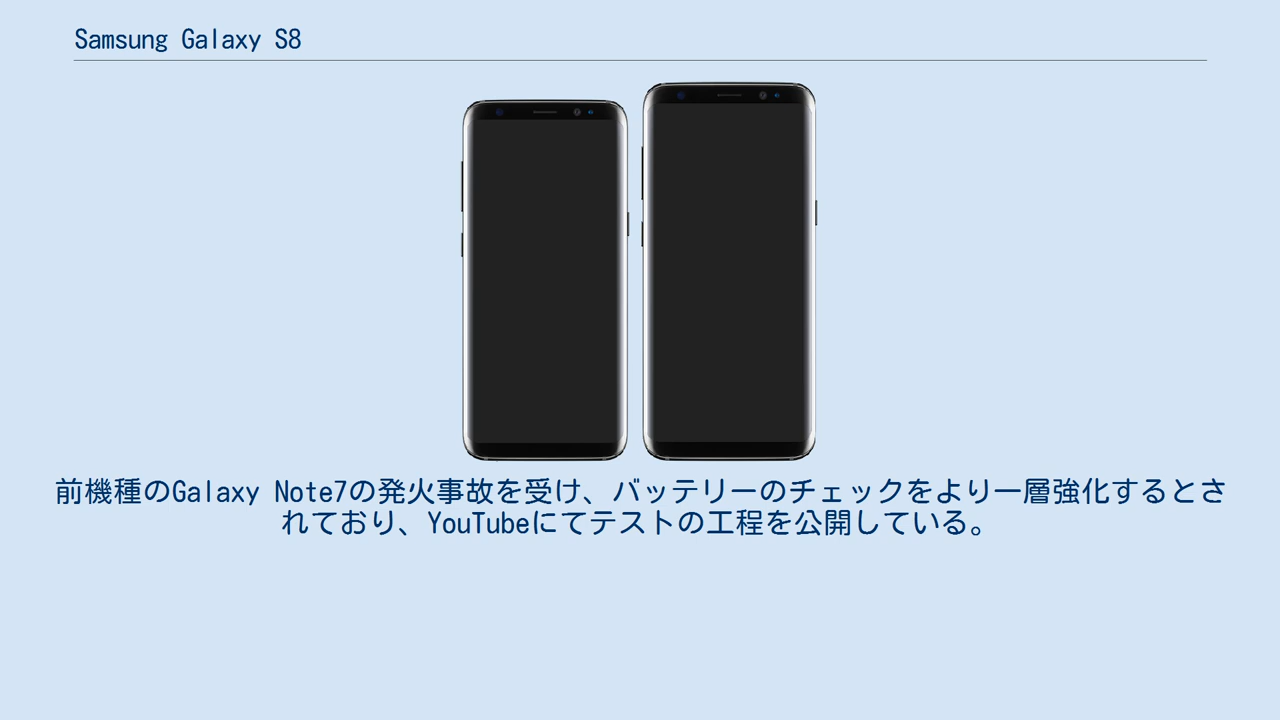 Samsung Galaxy S8
前機種のGalaxy Note7の発火事故を受け、バッテリーのチェックをより一層強化するとさ
れており、YouTubeにてテストの工程を公開している。